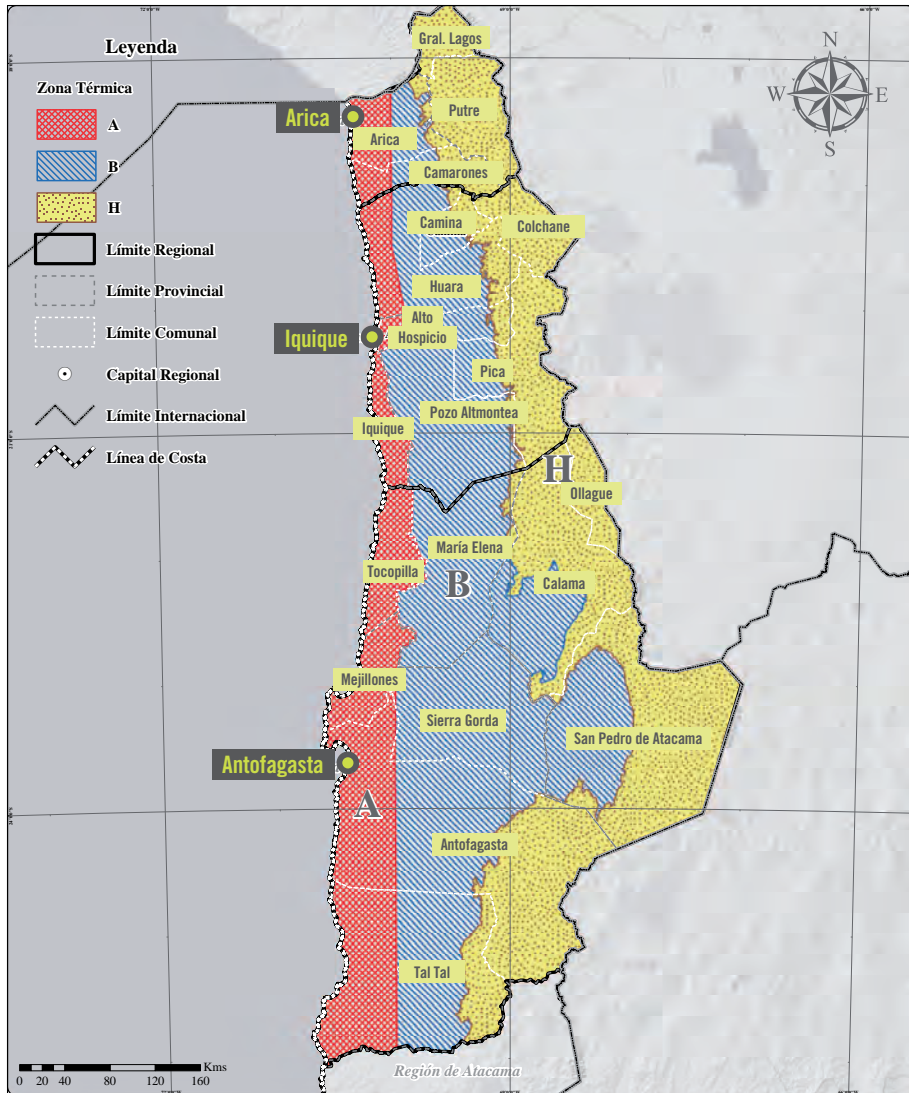 Leyenda
Zona Térmica
A
B
H
Límite Regional
Límite Provincial
Límite Comunal
Capital Regional
Límite Internacional
Línea de Costa
N
W
E
S
Gral. Lagos
Putre
Arica
Arica
Camarones
Camina
Colchane
Huara
Alto
Hospicio
Iquique
Pica
Pozo Altmontea
Iquique
H
Ollague
María Elena
Tocopilla
B
Calama
Mejillones
Sierra Gorda
San Pedro de Atacama
Antofagasta
A
Antofagasta
Tal Tal
Región de Atacama
Kms
0 20 40 80 120 160